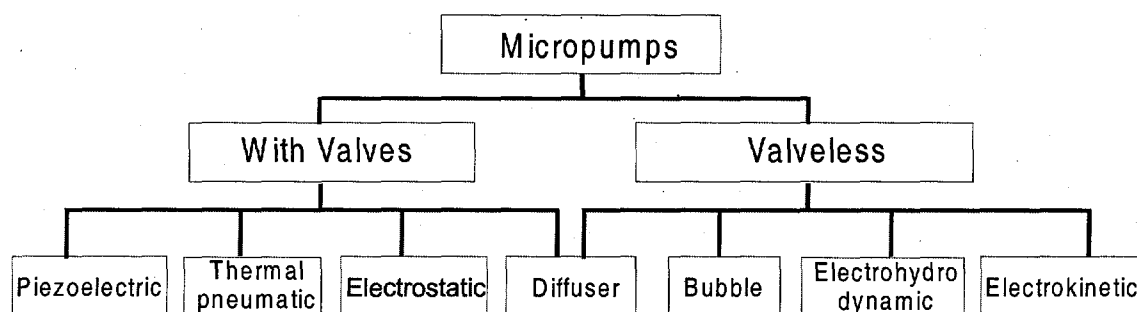 Micropumps
With Valves
Valveless
Piezoelectric
Thermal
pneumatic
Electrostatic
Diffuser
Bubble
Electrohydro
dynamic
Electrokinetic